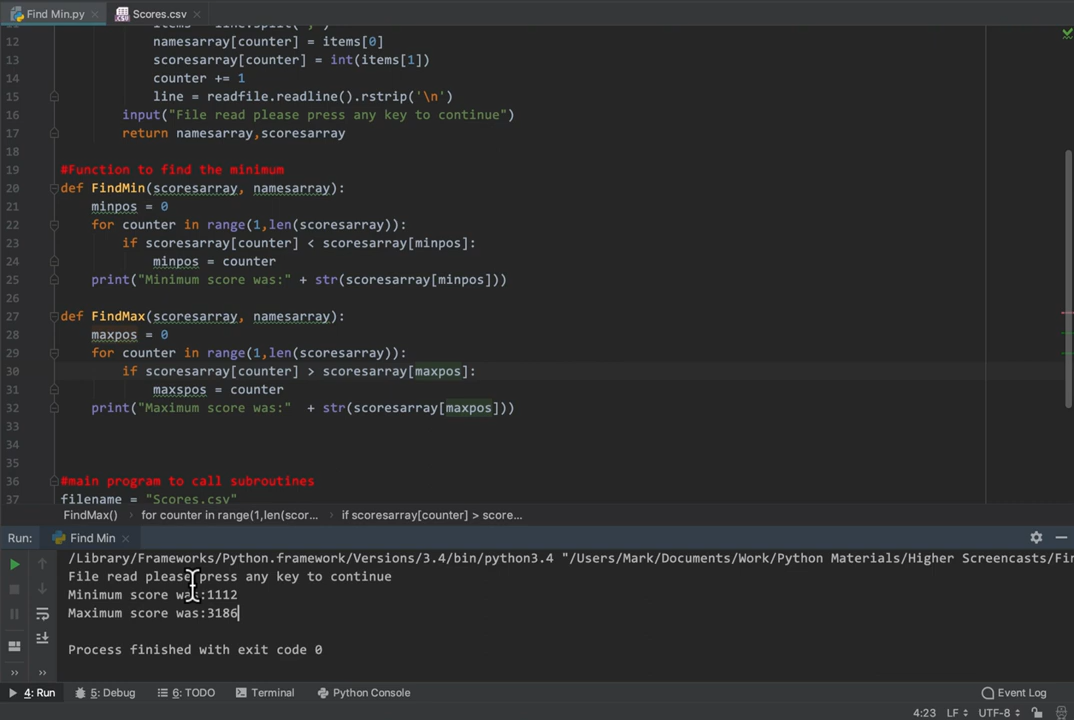 Find Min.py
Scores.csv
12 namesarray[counter] = items[0]
13 scoresarray[counter] = int(items[1])
14 counter += 1
15 line = readfile.readline().rstrip('\n')
16 input("File read please press any key to continue")
17 return namesarray,scoresarray
18
19 #Function to find the minimum
20 def FindMin(scoresarray, namesarray):
21 minpos = 0
22 for counter in range(1,len(scoresarray)):
23 if scoresarray[counter] < scoresarray[minpos]:
24 minpos = counter
25 print("Minimum score was:" + str(scoresarray[minpos]))
26
27 def FindMax(scoresarray, namesarray):
28 maxpos = 0
29 for counter in range(1,len(scoresarray)):
30 if scoresarray[counter] > scoresarray[maxpos]:
31 maxspos = counter
32 print("Maximum score was:" + str(scoresarray[maxpos]))
33
34
35
36 #main program to call subroutines
37 filename = "Scores.csv"
FindMax() › for counter in range(1,len(scor... › if scoresarray[counter] > score...
Run: Find Min
/Library/Frameworks/Python.framework/Versions/3.4/bin/python3.4 "/Users/Mark/Documents/Work/Python Materials/Higher Screencasts/Fin
File read please press any key to continue
Minimum score was:1112
Maximum score was:3186
Process finished with exit code 0
4: Run 5: Debug 6: TODO Terminal Python Console Event Log
4:23 LF UTF-8